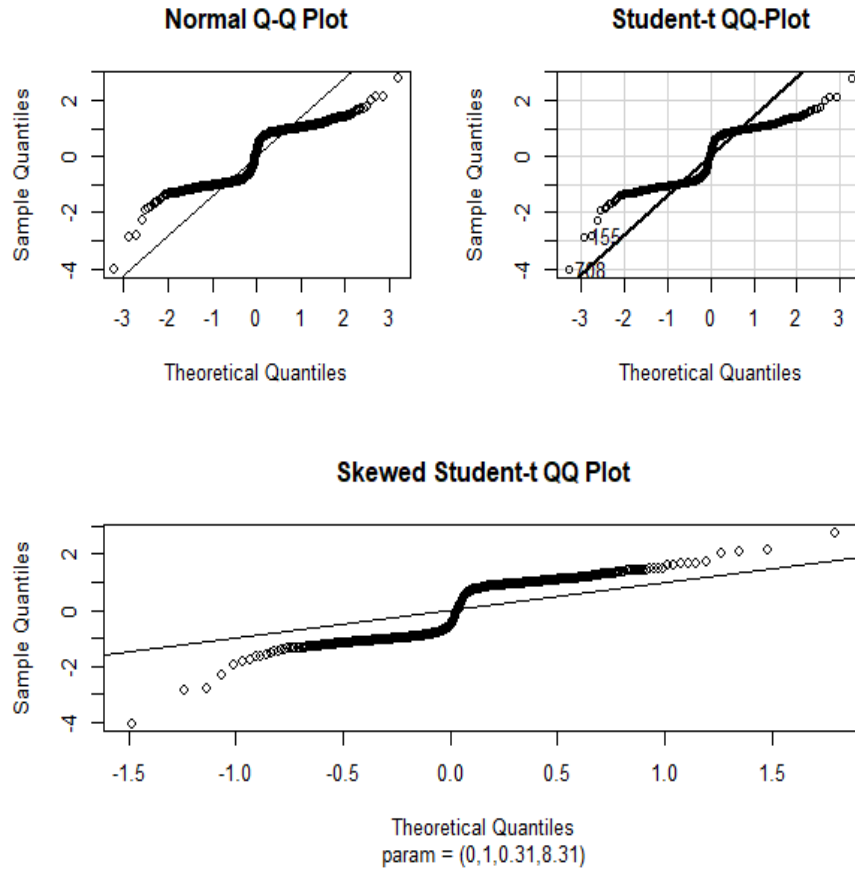 Normal Q-Q Plot
Sample Quantiles
2
0
-2
-4
-3 -2 -1 0 1 2 3
Theoretical Quantiles
Student-t QQ-Plot
Sample Quantiles
2
0
-2
-4
155
708
-3 -2 -1 0 1 2 3
Theoretical Quantiles
Skewed Student-t QQ Plot
Sample Quantiles
2
0
-2
-4
-1.5 -1.0 -0.5 0.0 0.5 1.0 1.5
Theoretical Quantiles
param = (0,1,0.31,8.31)